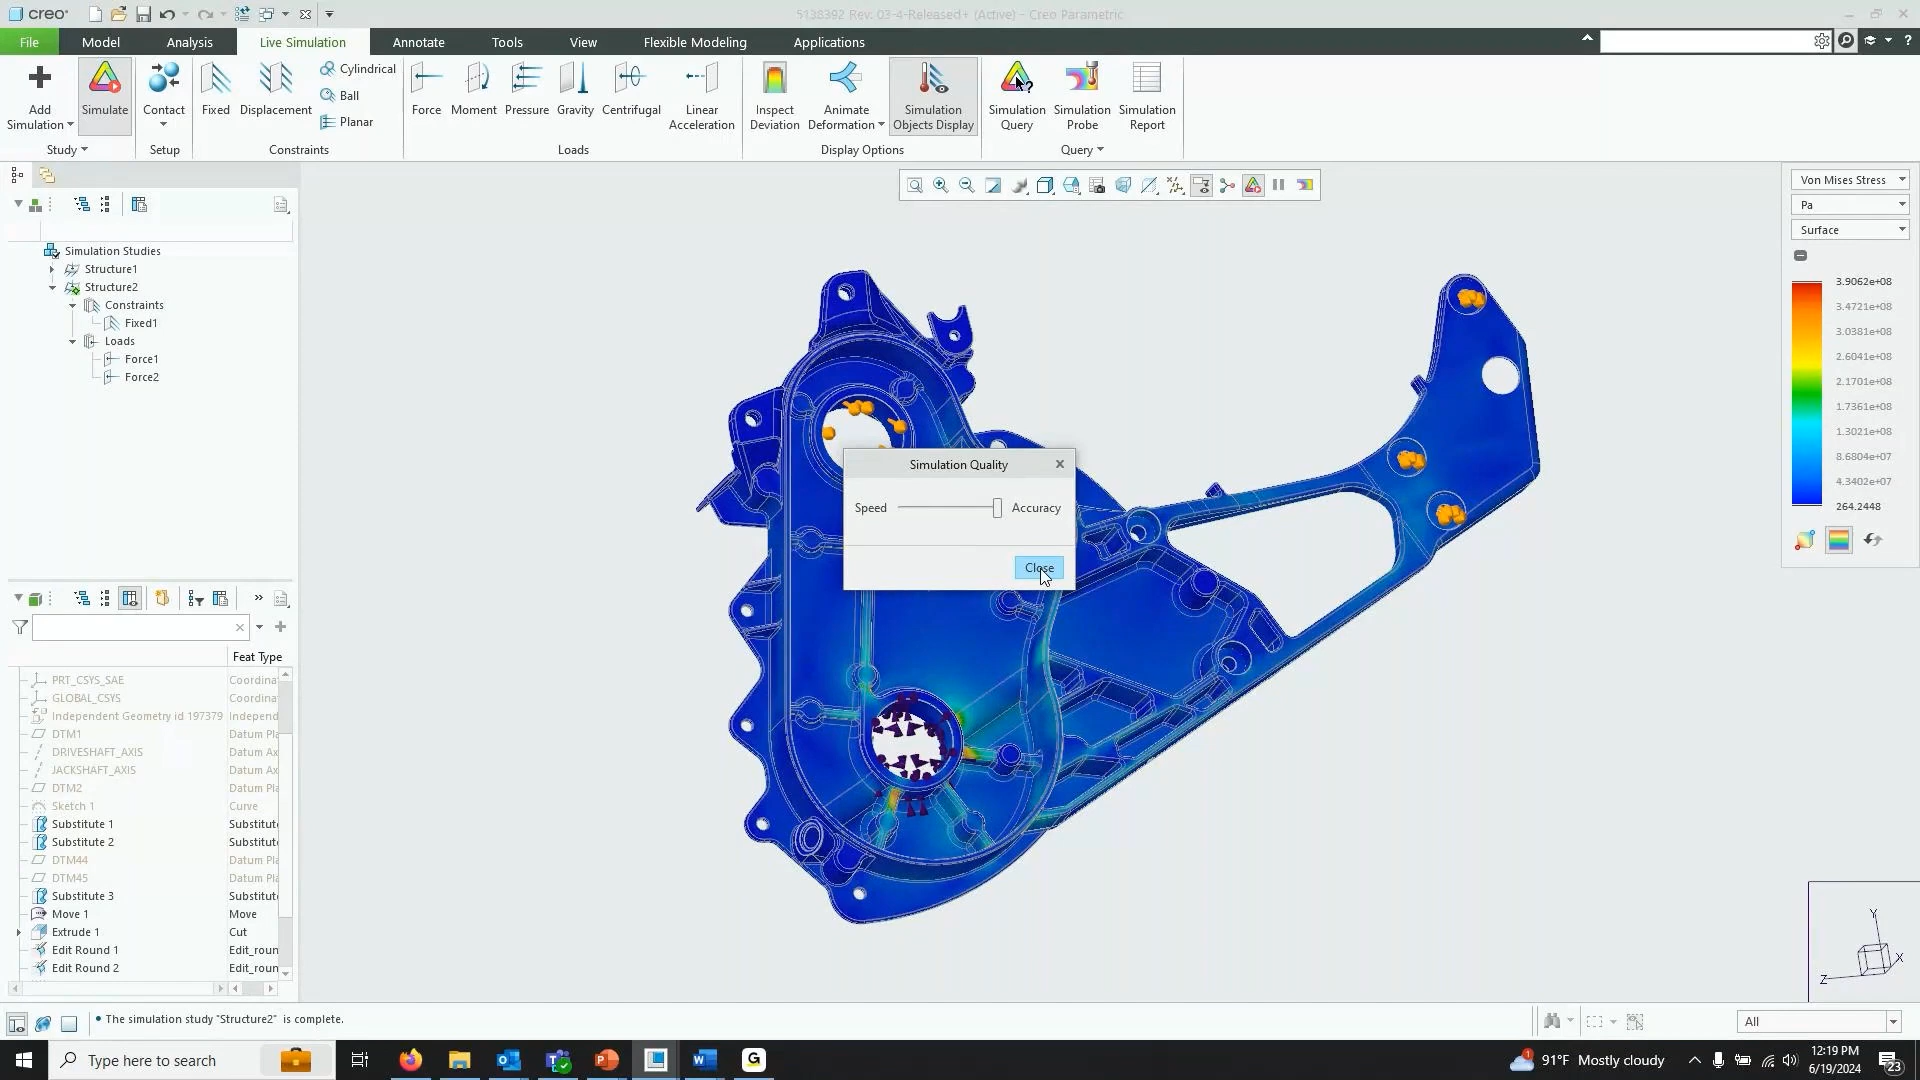 creo
5138392 Rev: 03-4-Released+ (Active) - Creo Parametric
File
Model
Analysis
Live Simulation
Annotate
Tools
View
Flexible Modeling
Applications
Add
Simulation
Simulate
Contact
Fixed
Displacement
Cylindrical
Ball
Planar
Force
Moment
Pressure
Gravity
Centrifugal
Linear
Acceleration
Inspect
Deviation
Animate
Deformation
Simulation
Objects Display
Simulation
Query
Simulation
Probe
Simulation
Report
Study
Setup
Constraints
Loads
Display Options
Query
Simulation Studies
Structure1
Structure2
Constraints
Fixed1
Loads
Force1
Force2
Feat Type
PRT_CSYS_SAE Coordina
GLOBAL_CSYS Coordina
Independent Geometry id 197379 Independ
DTM1 Datum Pla
DRIVESHAFT_AXIS Datum Ax
JACKSHAFT_AXIS Datum Ax
DTM2 Datum Pla
Sketch 1 Curve
Substitute 1 Substitute
Substitute 2 Substitute
DTM44 Datum Pla
DTM45 Datum Pla
Substitute 3 Substitute
Move 1 Move
Extrude 1 Cut
Edit Round 1 Edit_roun
Edit Round 2 Edit_roun
Simulation Quality
Speed
Accuracy
Close
Von Mises Stress
Pa
Surface
3.9062e+08
3.4721e+08
3.0381e+08
2.6041e+08
2.1701e+08
1.7361e+08
1.3021e+08
8.6804e+07
4.3402e+07
264.2448
Y
X
Z
The simulation study "Structure2" is complete.
All
Type here to search
91°F Mostly cloudy
12:19 PM
6/19/2024
23